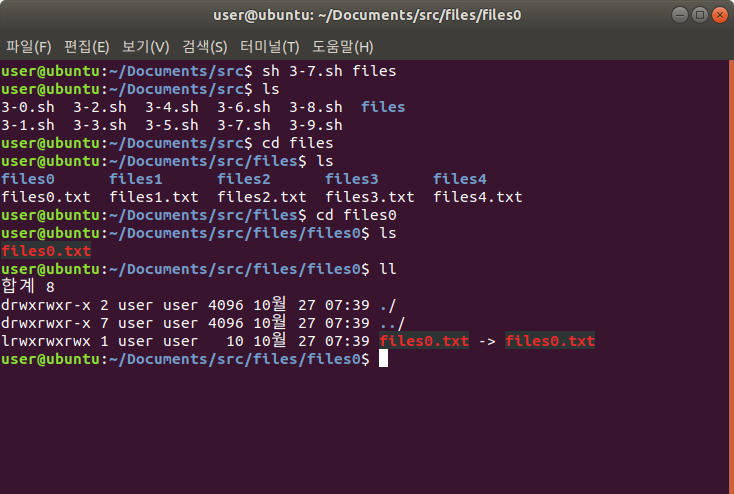 user@ubuntu: ~/Documents/src/files/files0
파일(F) 편집(E) 보기(V) 검색(S) 터미널(T) 도움말(H)
user@ubuntu:~/Documents/src$ sh 3-7.sh files
user@ubuntu:~/Documents/src$ ls
3-0.sh 3-2.sh 3-4.sh 3-6.sh 3-8.sh files
3-1.sh 3-3.sh 3-5.sh 3-7.sh 3-9.sh
user@ubuntu:~/Documents/src$ cd files
user@ubuntu:~/Documents/src/files$ ls
files0 files1 files2 files3 files4
files0.txt files1.txt files2.txt files3.txt files4.txt
user@ubuntu:~/Documents/src/files$ cd files0
user@ubuntu:~/Documents/src/files/files0$ ls
files0.txt
user@ubuntu:~/Documents/src/files/files0$ ll
합계 8
drwxrwxr-x 2 user user 4096 10월 27 07:39 ./
drwxrwxr-x 7 user user 4096 10월 27 07:39 ../
lrwxrwxrwx 1 user user 10 10월 27 07:39 files0.txt -> files0.txt
user@ubuntu:~/Documents/src/files/files0$